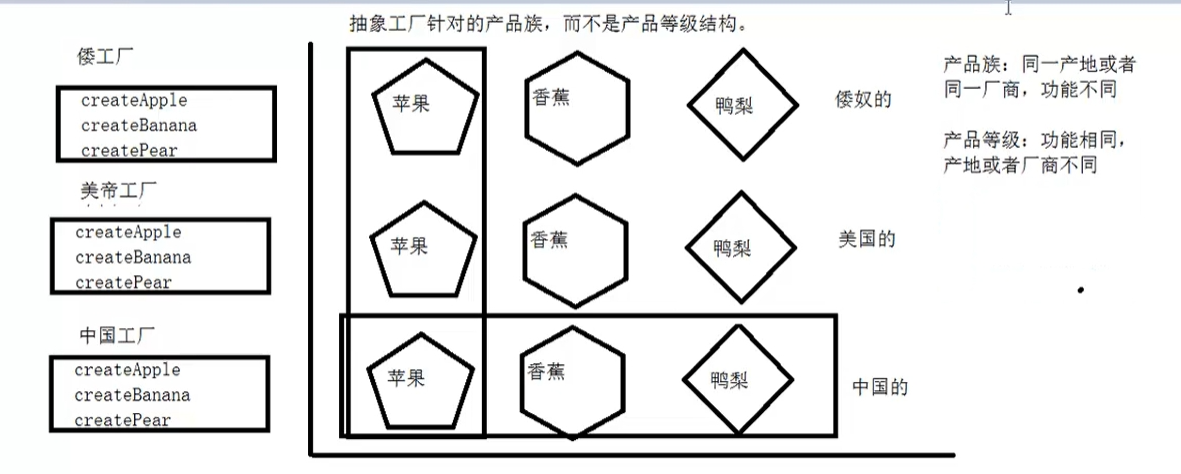 抽象工厂针对的产品族，而不是产品等级结构。
倭工厂
createApple
createBanana
createPear
苹果
香蕉
鸭梨
倭奴的
产品族：同一产地或者
同一厂商，功能不同
产品等级：功能相同，
产地或者厂商不同
美帝工厂
createApple
createBanana
createPear
苹果
香蕉
鸭梨
美国的
中国工厂
createApple
createBanana
createPear
苹果
香蕉
鸭梨
中国的